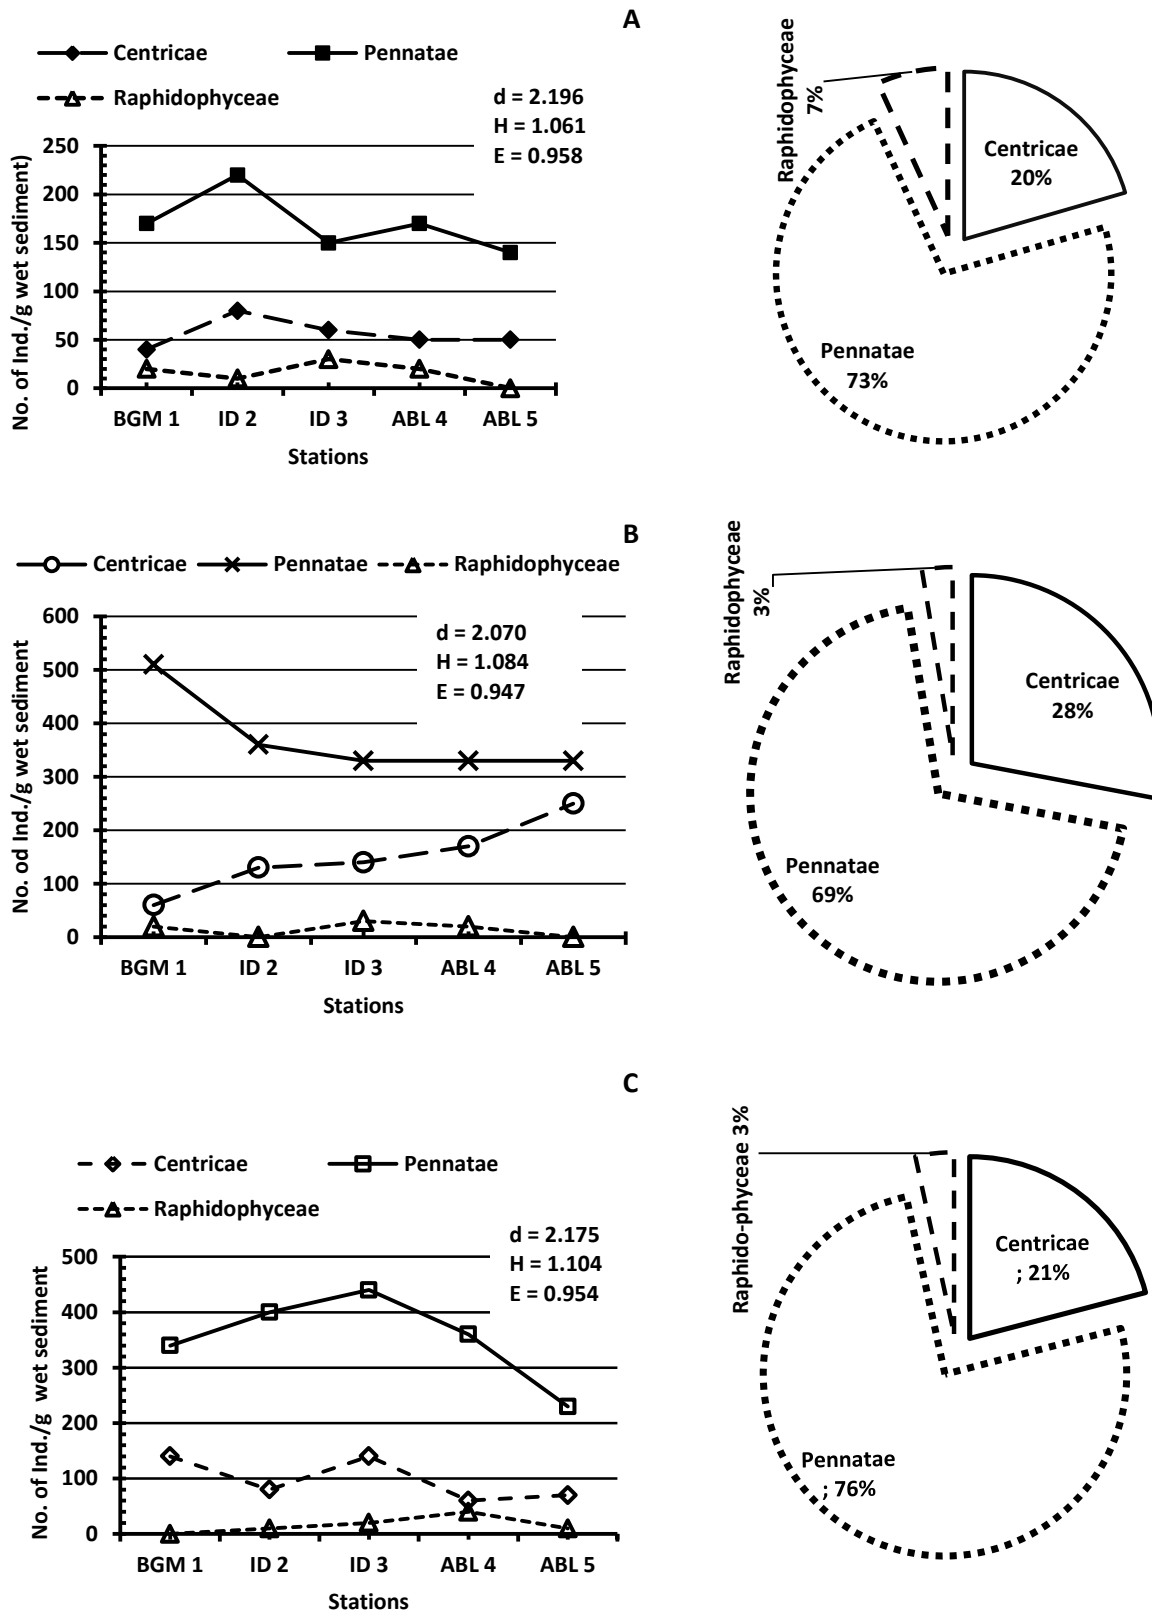 A
Centricae
Pennatae
Raphidophyceae
d = 2.196
H = 1.061
E = 0.958
No. of Ind./g wet sediment)
250
200
150
100
50
0
BGM 1
ID 2
ID 3
ABL 4
ABL 5
Stations
Raphidophyceae
7%
Centricae
20%
Pennatae
73%
B
Centricae
Pennatae
Raphidophyceae
d = 2.070
H = 1.084
E = 0.947
No. od Ind./g wet sediment
600
500
400
300
200
100
0
BGM 1
ID 2
ID 3
ABL 4
ABL 5
Stations
Raphidophyceae
3%
Centricae
28%
Pennatae
69%
C
Centricae
Pennatae
Raphidophyceae
d = 2.175
H = 1.104
E = 0.954
No. of Ind./g  wet sediment
500
400
300
200
100
0
BGM 1
ID 2
ID 3
ABL 4
ABL 5
Stations
Raphido-phyceae 3%
Centricae
; 21%
Pennatae
; 76%